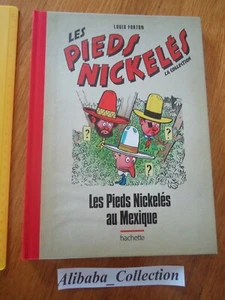 LOUIS FORTON
LES
PIEDS
NICKELÉS
LA COLLECTION
?
?
?
Les Pieds Nickelés
au Mexique
hachette
Alibaba_Collection